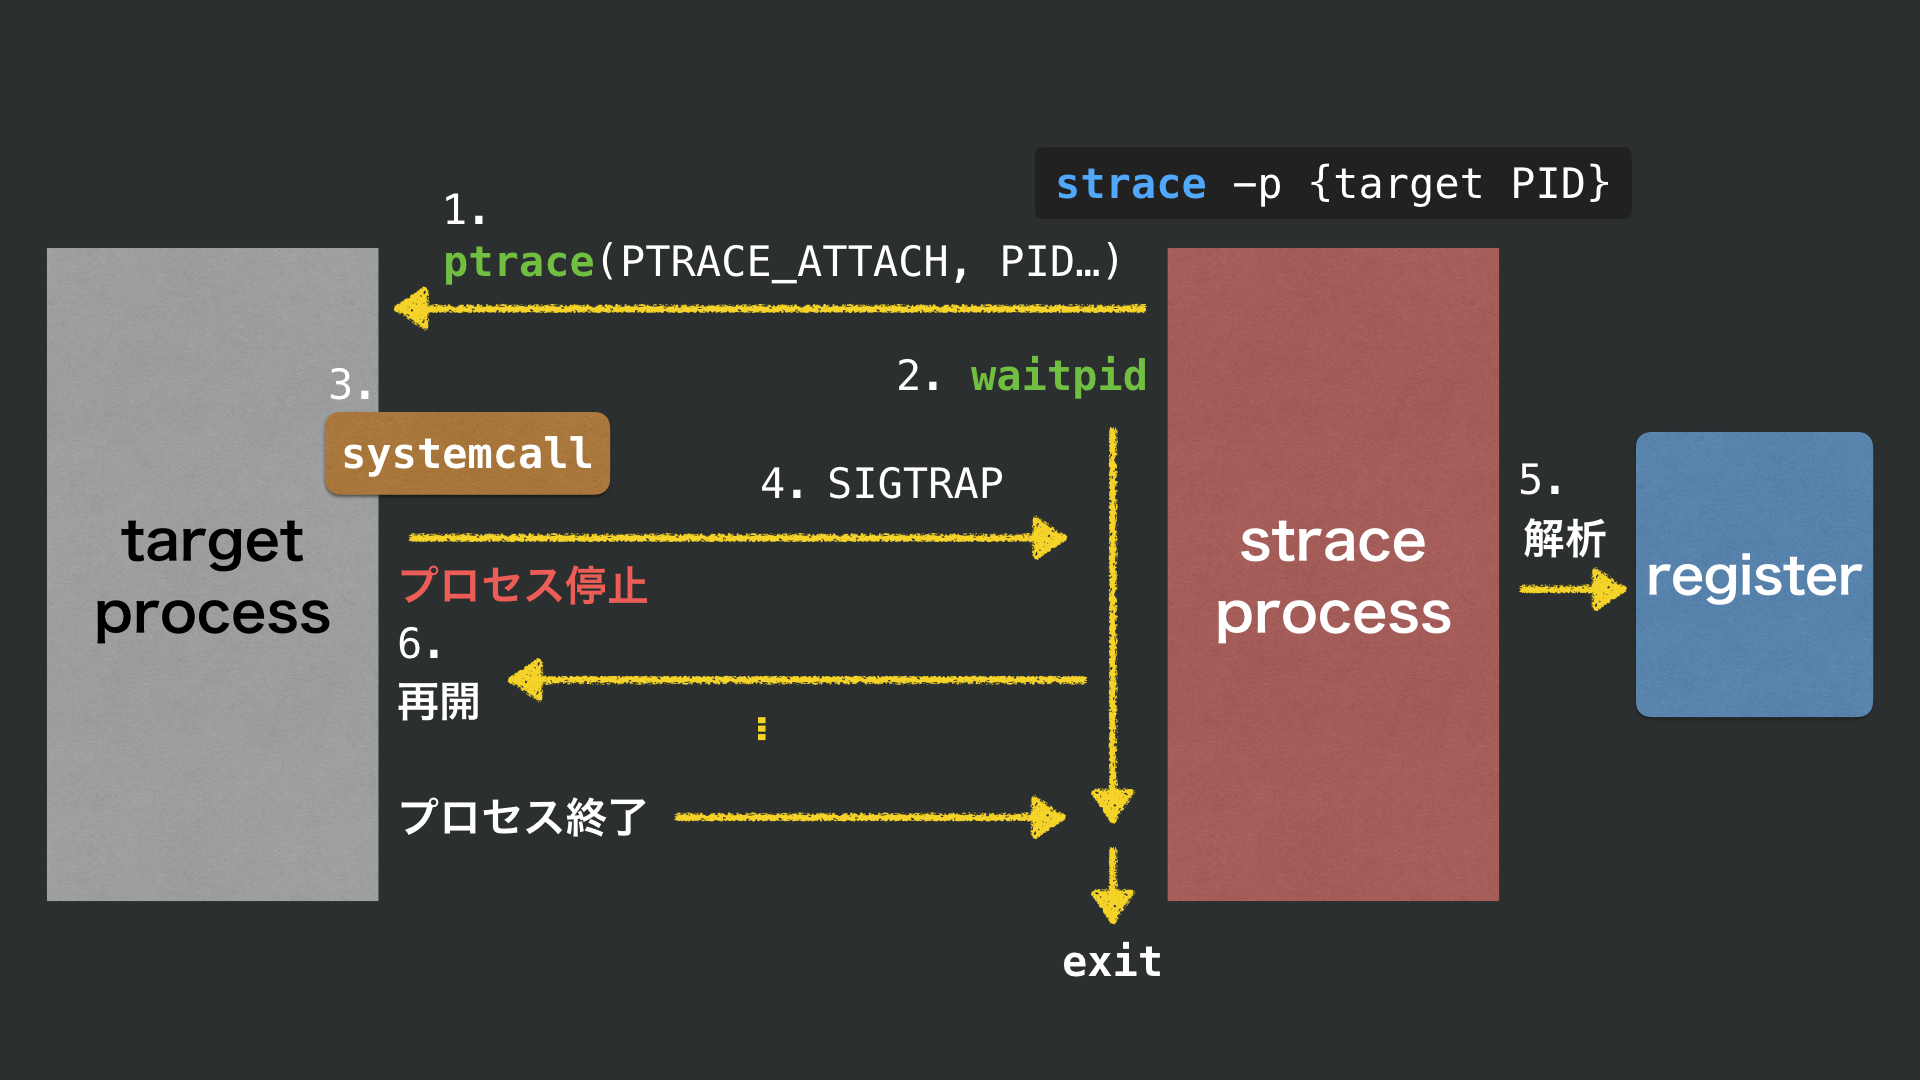 strace -p {target PID}
1.
ptrace(PTRACE_ATTACH, PID…)
2. waitpid
3.
systemcall
4. SIGTRAP
target
process
strace
process
5.
解析
register
プロセス停止
6.
再開
⋮
プロセス終了
exit